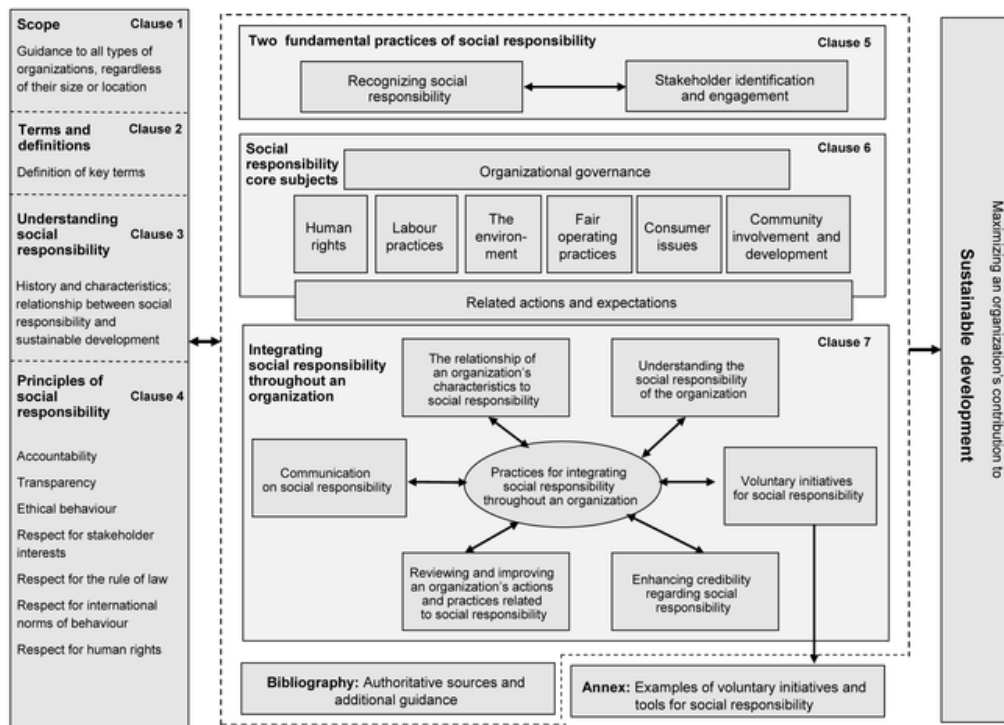 Scope Clause 1
Guidance to all types of
organizations, regardless
of their size or location
Terms and Clause 2
definitions
Definition of key terms
Understanding
social Clause 3
responsibility
History and characteristics;
relationship between social
responsibility and
sustainable development
Principles of
social
responsibility Clause 4
Accountability
Transparency
Ethical behaviour
Respect for stakeholder
interests
Respect for the rule of law
Respect for international
norms of behaviour
Respect for human rights
Two fundamental practices of social responsibility Clause 5
Recognizing social
responsibility
Stakeholder identification
and engagement
Social Clause 6
responsibility
core subjects
Organizational governance
Human
rights
Labour
practices
The
environ-
ment
Fair
operating
practices
Consumer
issues
Community
involvement and
development
Related actions and expectations
Integrating Clause 7
social responsibility
throughout an
organization
The relationship of
an organization's
characteristics to
social responsibility
Understanding the
social responsibility
of the organization
Communication
on social responsibility
Practices for integrating
social responsibility
throughout an organization
Voluntary initiatives
for social responsibility
Reviewing and improving
an organization's actions
and practices related
to social responsibility
Enhancing credibility
regarding social
responsibility
Bibliography: Authoritative sources and
additional guidance
Annex: Examples of voluntary initiatives and
tools for social responsibility
Maximizing an organization's contribution to
Sustainable development